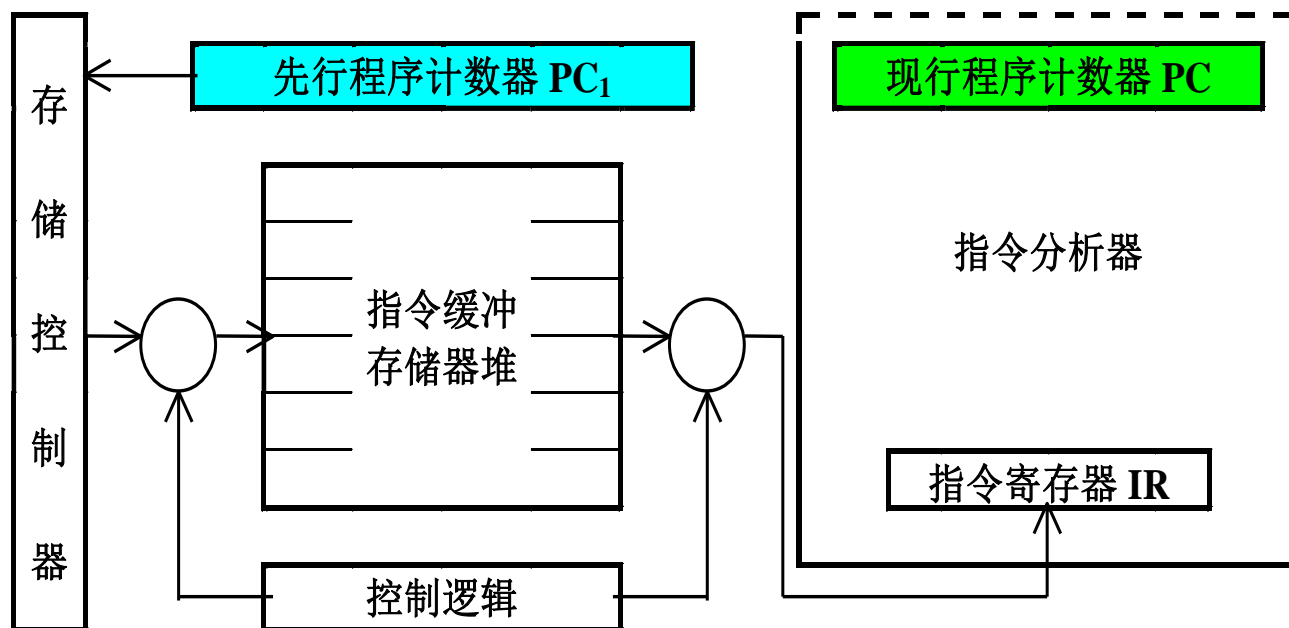 存储控制器
先行程序计数器 PC₁
现行程序计数器 PC
指令分析器
指令缓冲
存储器堆
指令寄存器 IR
控制逻辑